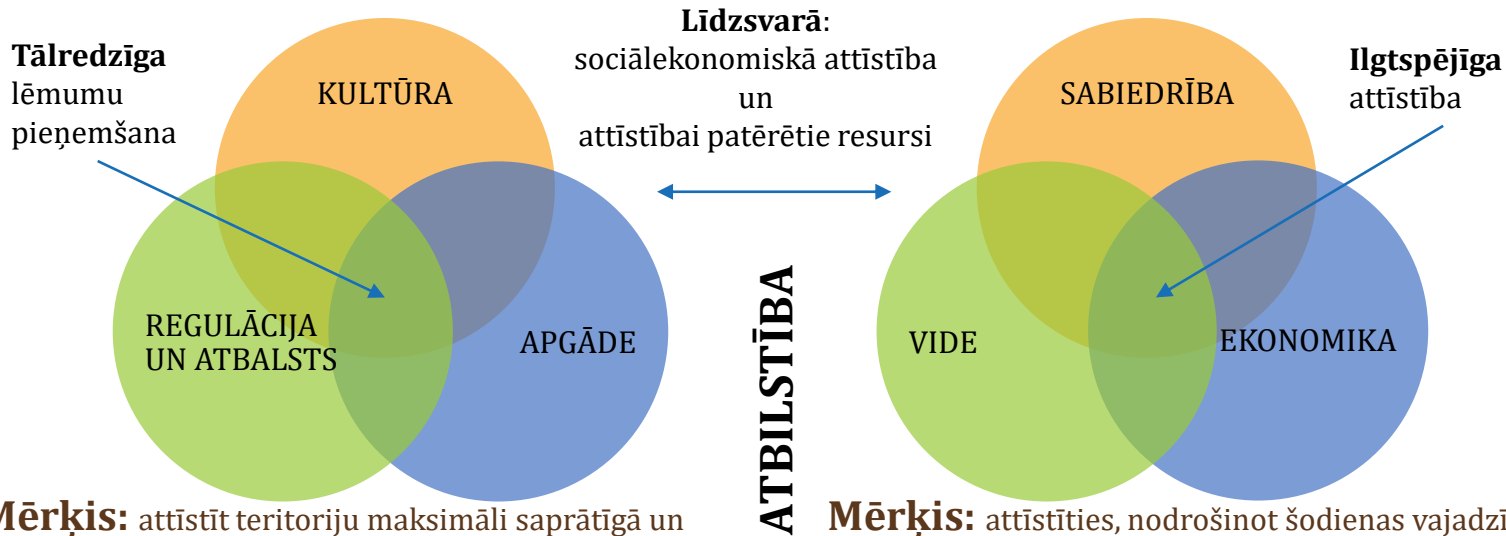 Tālredzīga
lēmumu
pieņemšana
KULTŪRA
REGULĀCIJA
UN ATBALSTS
APGĀDE
Līdzsvarā:
sociālekonomiskā attīstība
un
attīstībai patērētie resursi
ATBILSTĪBA
SABIEDRĪBA
VIDE
EKONOMIKA
Ilgtspējīga
attīstība
Mērķis: attīstīt teritoriju maksimāli saprātīgā un
Mērķis: attīstīties, nodrošinot šodienas